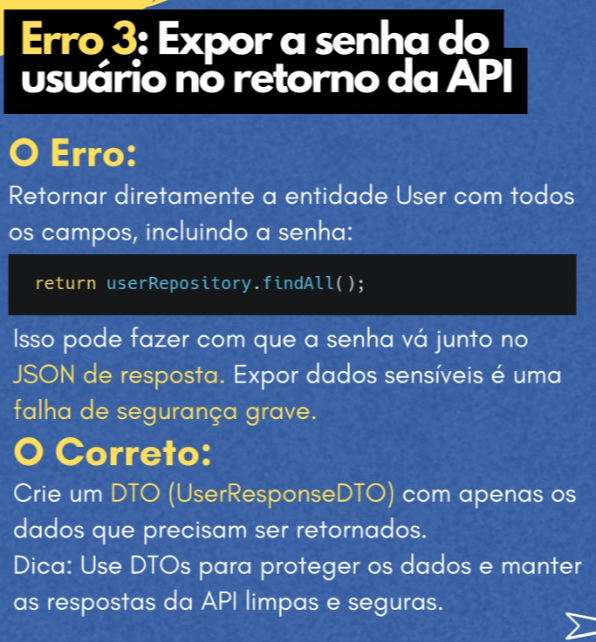 Erro 3: Expor a senha do
usuário no retorno da API
O Erro:
Retornar diretamente a entidade User com todos
os campos, incluindo a senha:
return userRepository.findAll();
Isso pode fazer com que a senha vá junto no
JSON de resposta. Expor dados sensíveis é uma
falha de segurança grave.
O Correto:
Crie um DTO (UserResponseDTO) com apenas os
dados que precisam ser retornados.
Dica: Use DTOs para proteger os dados e manter
as respostas da API limpas e seguras.